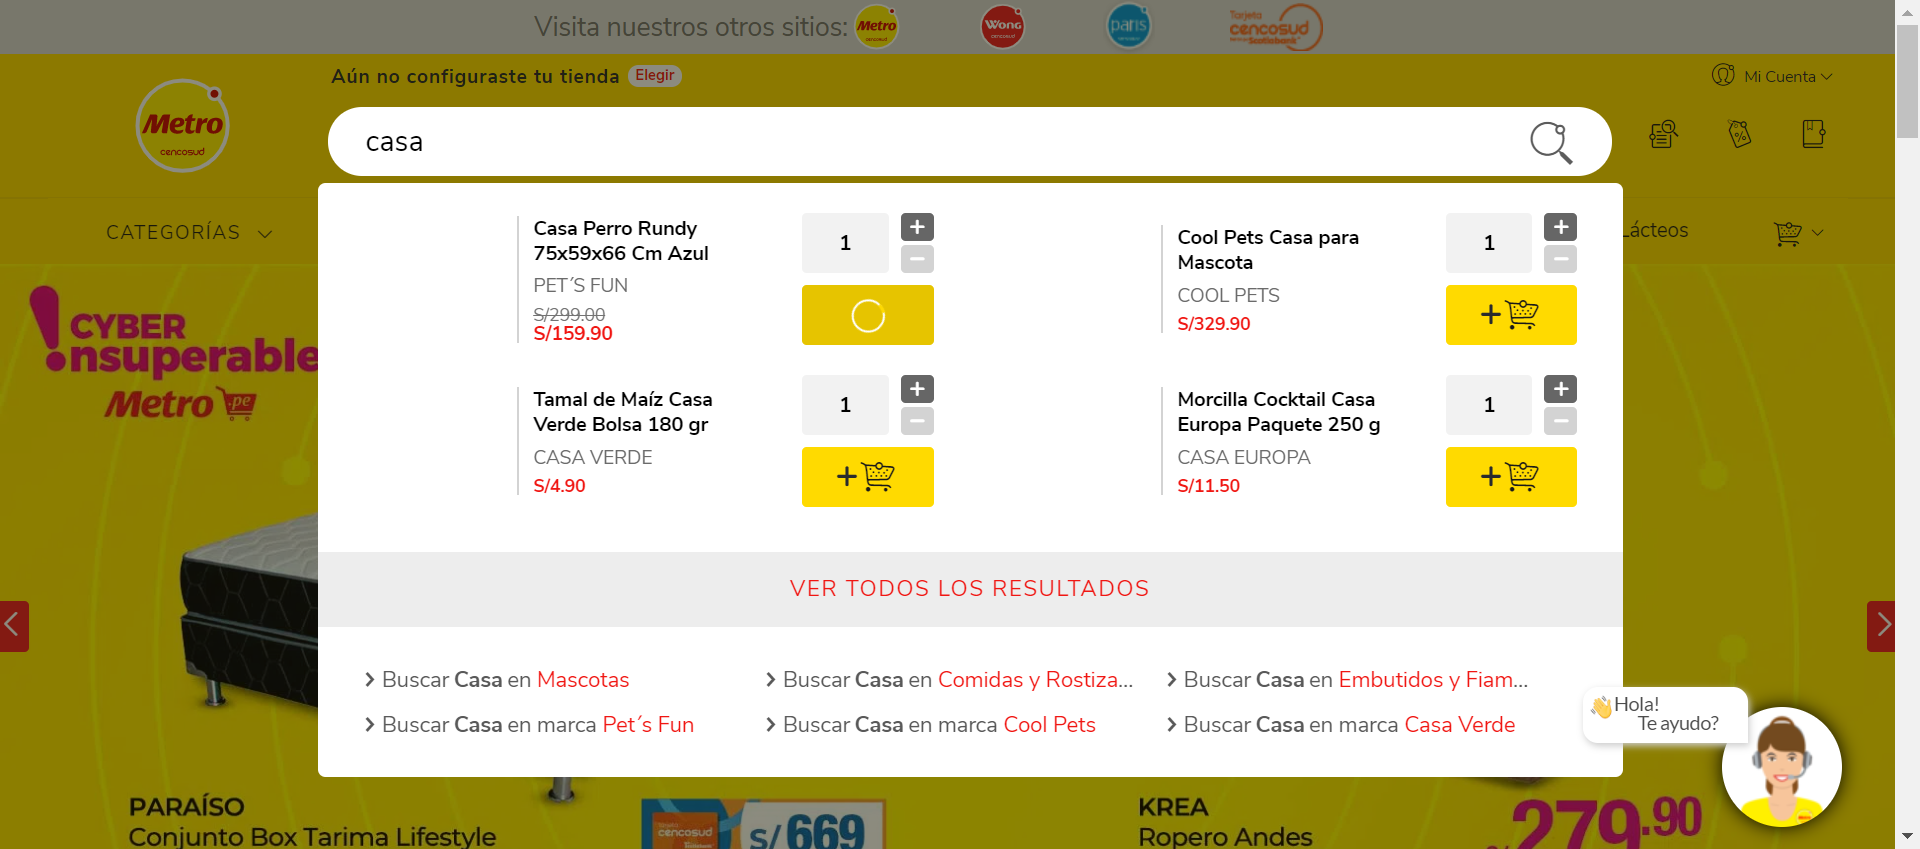 Visita nuestros otros sitios:
Metro
cencosud
Wong
cencosud
paris
cencosud
Tarjeta
cencosud
Scotiabank
Aún no configuraste tu tienda
Elegir
Mi Cuenta
Metro
cencosud
casa
CATEGORÍAS
Lácteos
Casa Perro Rundy
75x59x66 Cm Azul
PET´S FUN
S/299.00
S/159.90
1
+
−
Cool Pets Casa para
Mascota
COOL PETS
S/329.90
1
+
−
+
Tamal de Maíz Casa
Verde Bolsa 180 gr
CASA VERDE
S/4.90
1
+
−
+
Morcilla Cocktail Casa
Europa Paquete 250 g
CASA EUROPA
S/11.50
1
+
−
+
VER TODOS LOS RESULTADOS
Buscar Casa en Mascotas
Buscar Casa en Comidas y Rostiza...
Buscar Casa en Embutidos y Fiam...
Buscar Casa en marca Pet´s Fun
Buscar Casa en marca Cool Pets
Buscar Casa en marca Casa Verde
CYBER
!nsuperable
Metro .pe
👋Hola!
Te ayudo?
PARAÍSO
Conjunto Box Tarima Lifestyle
cencosud
S/ 669
KREA
Ropero Andes
279.90